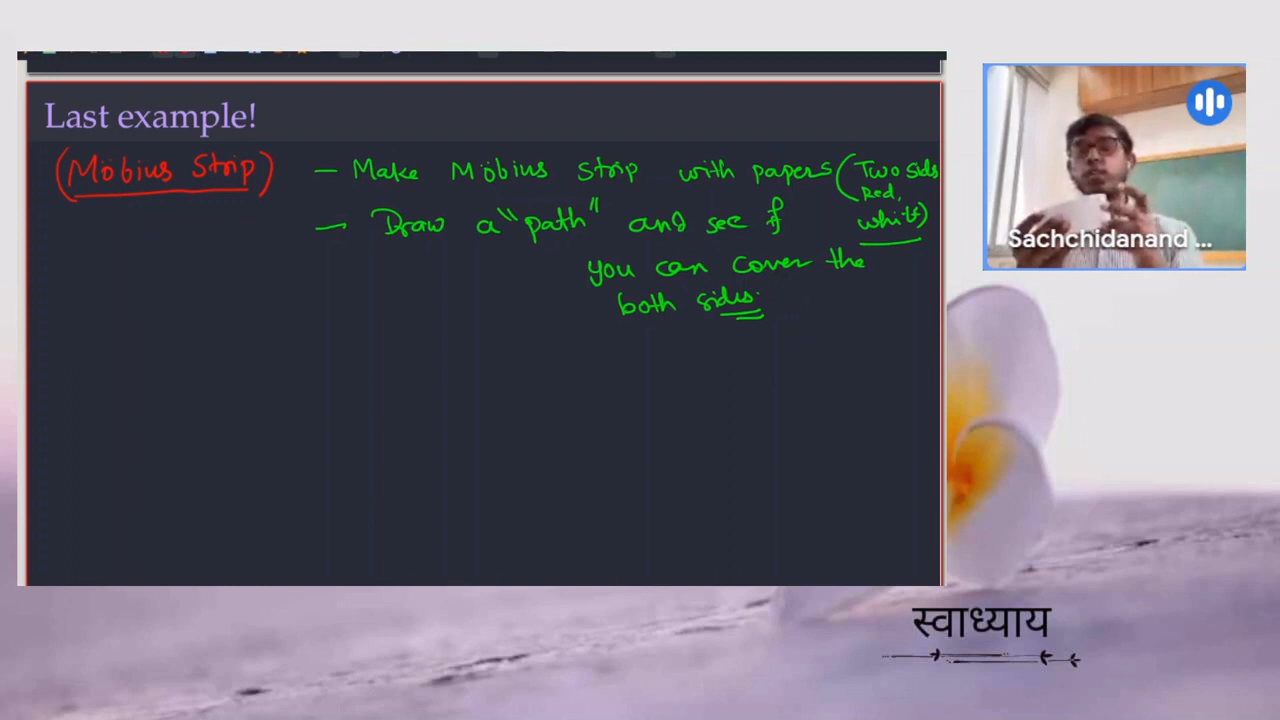 Last example!
(Möbius Strip)
– Make Möbius Strip with papers (Two sides
Red,
white)
– Draw a "path" and see if
you can cover the
both sides.
Sachchidanand ...
स्वाध्याय